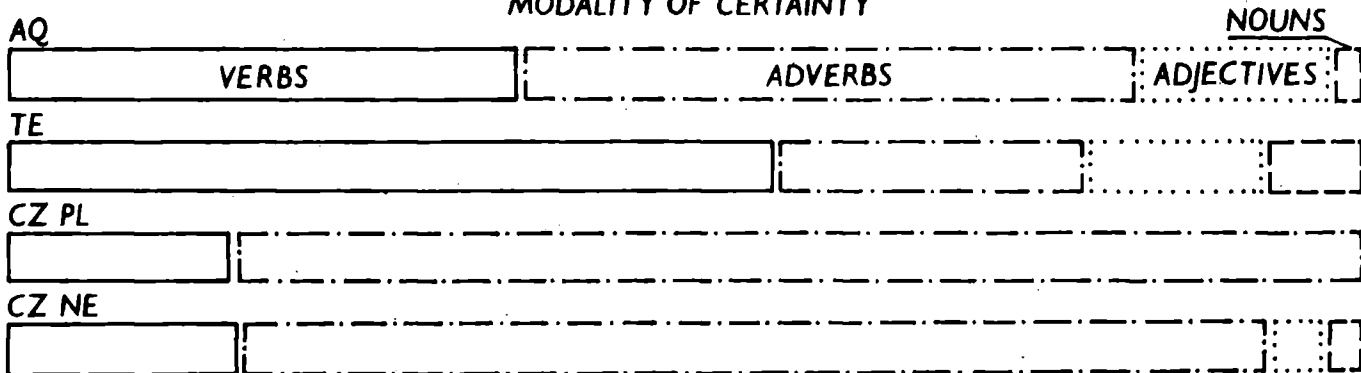 MODALITY OF CERTAINTY
NOUNS
AQ
VERBS ADVERBS ADJECTIVES
TE
CZ PL
CZ NE